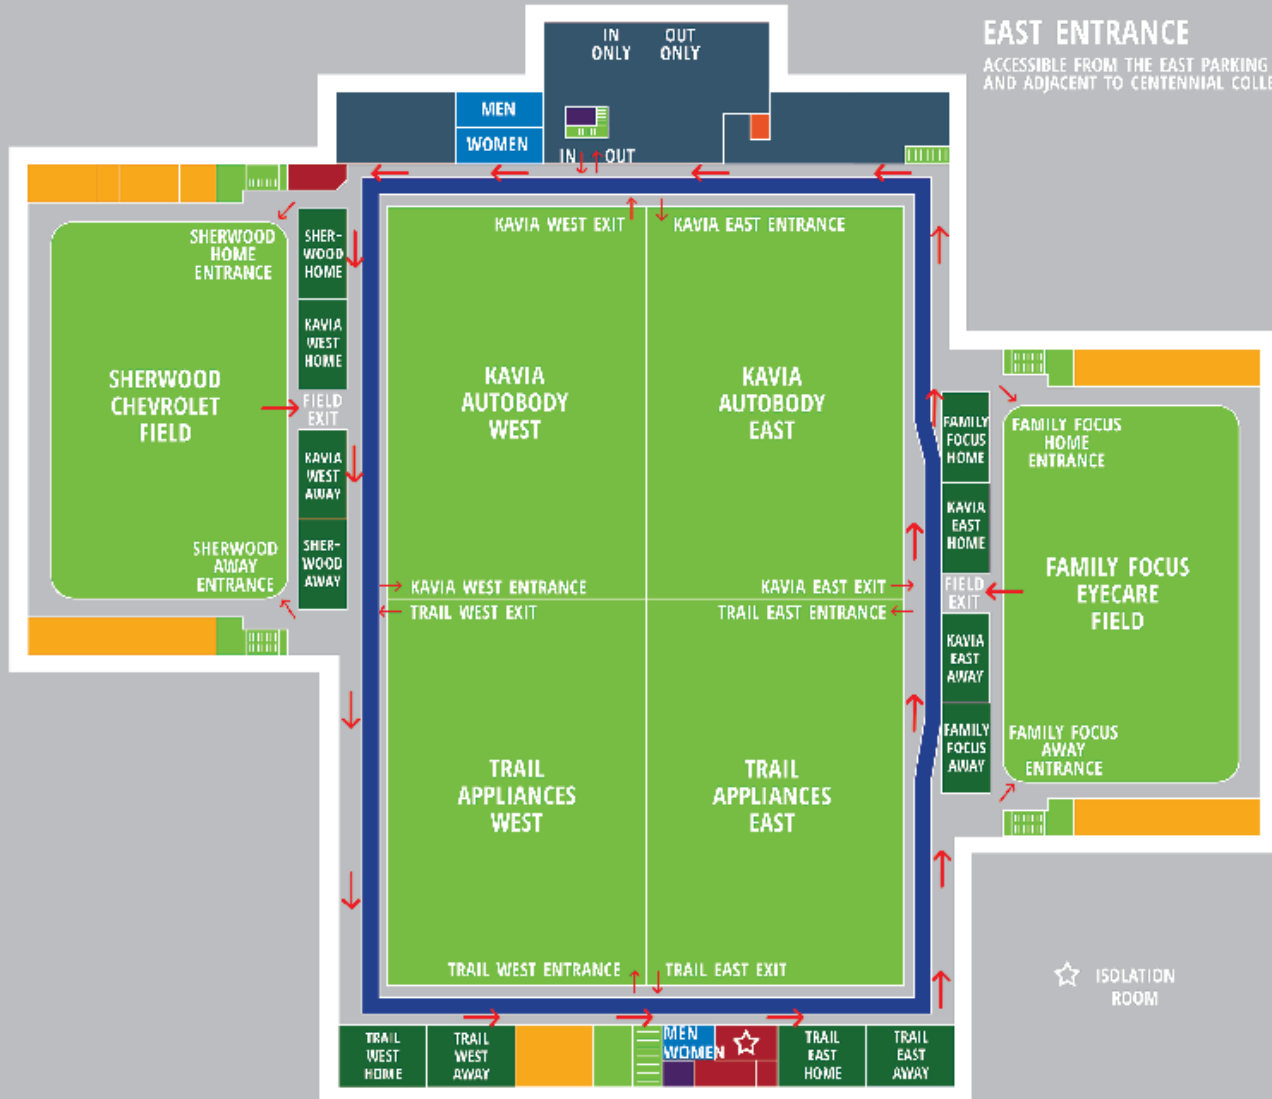 IN
ONLY
OUT
ONLY
EAST ENTRANCE
ACCESSIBLE FROM THE EAST PARKING
AND ADJACENT TO CENTENNIAL
MEN
WOMEN
IN
OUT
SHERWOOD
HOME
ENTRANCE
SHER-
WOOD
HOME
KAVIA WEST EXIT
KAVIA EAST ENTRANCE
KAVIA
WEST
HOME
SHERWOOD
CHEVROLET
FIELD
FIELD
EXIT
KAVIA
AUTOBODY
WEST
KAVIA
AUTOBODY
EAST
FAMILY
FOCUS
HOME
FAMILY FOCUS
HOME
ENTRANCE
KAVIA
WEST
AWAY
KAVIA
EAST
HOME
SHERWOOD
AWAY
ENTRANCE
SHER-
WOOD
AWAY
KAVIA WEST ENTRANCE
TRAIL WEST EXIT
KAVIA EAST EXIT
TRAIL EAST ENTRANCE
FIELD
EXIT
FAMILY FOCUS
EYECARE
FIELD
KAVIA
EAST
AWAY
FAMILY
FOCUS
AWAY
FAMILY FOCUS
AWAY
ENTRANCE
TRAIL
APPLIANCES
WEST
TRAIL
APPLIANCES
EAST
TRAIL WEST ENTRANCE
TRAIL EAST EXIT
ISOLATION
ROOM
TRAIL
WEST
HOME
TRAIL
WEST
AWAY
MEN
WOMEN
TRAIL
EAST
HOME
TRAIL
EAST
AWAY